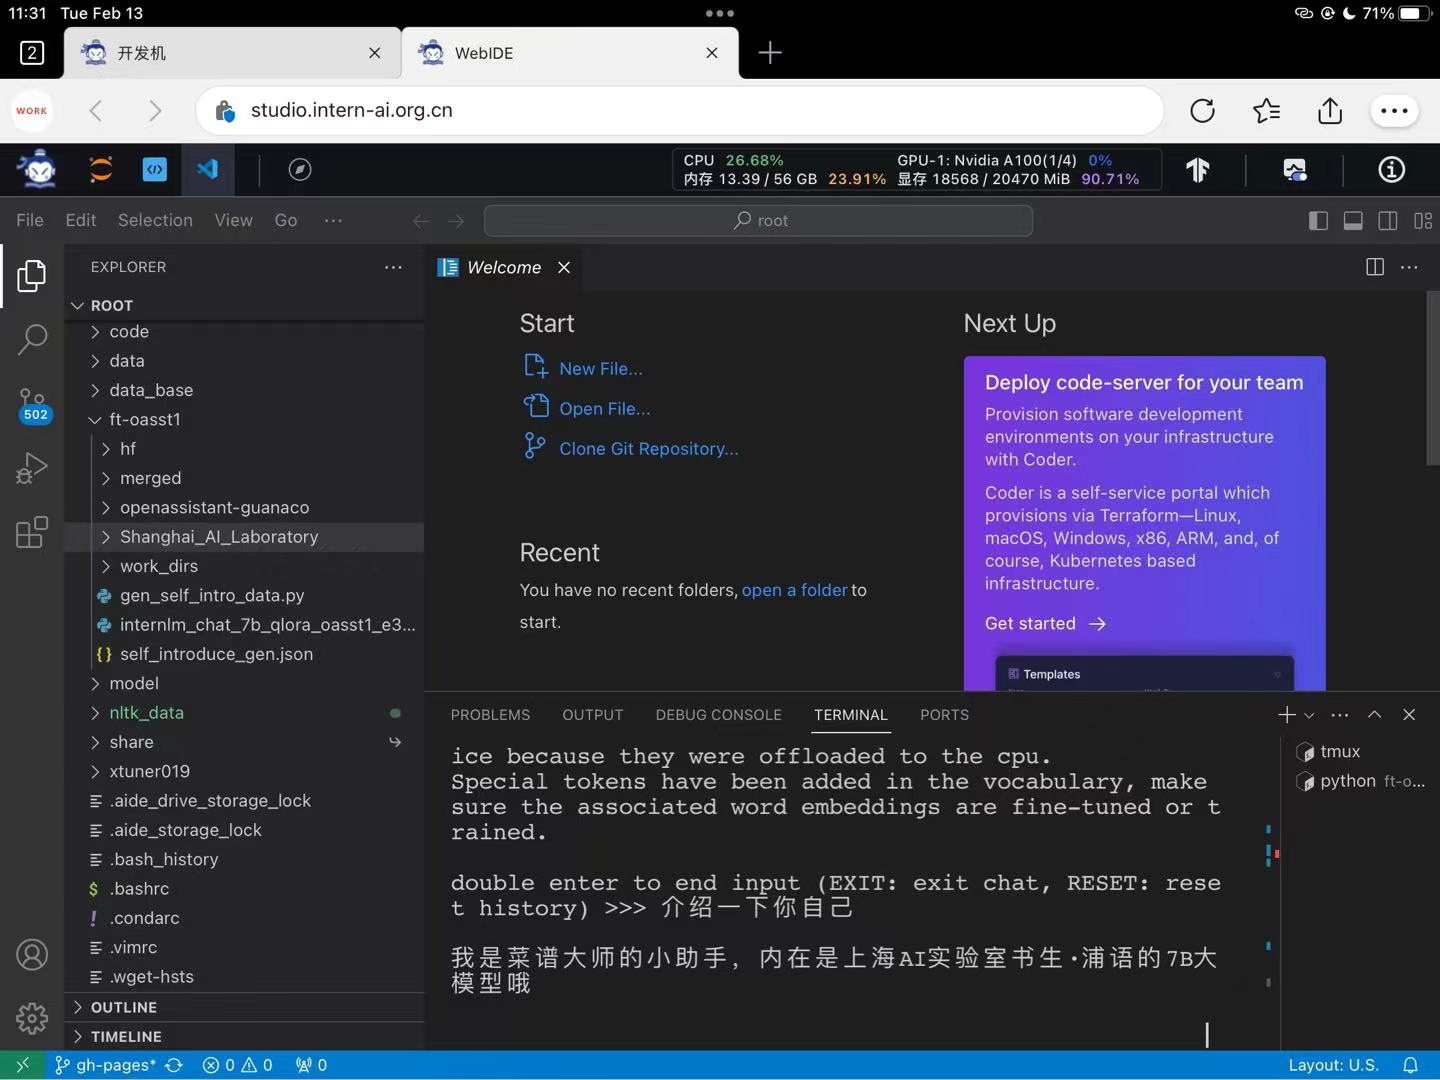 11:31 Tue Feb 13
71%
2
开发机
WebIDE
WORK
studio.intern-ai.org.cn
CPU 26.68%
GPU-1: Nvidia A100(1/4) 0%
内存 13.39 / 56 GB 23.91%
显存 18568 / 20470 MiB 90.71%
File Edit Selection View Go ···
root
EXPLORER
ROOT
code
data
data_base
ft-oasst1
hf
merged
openassistant-guanaco
Shanghai_AI_Laboratory
work_dirs
gen_self_intro_data.py
internlm_chat_7b_qlora_oasst1_e3...
self_introduce_gen.json
model
nltk_data
share
xtuner019
.aide_drive_storage_lock
.aide_storage_lock
.bash_history
.bashrc
.condarc
.vimrc
.wget-hsts
OUTLINE
TIMELINE
502
Welcome
Start
New File...
Open File...
Clone Git Repository...
Recent
You have no recent folders, open a folder to
start.
Next Up
Deploy code-server for your team
Provision software development
environments on your infrastructure
with Coder.
Coder is a self-service portal which
provisions via Terraform—Linux,
macOS, Windows, x86, ARM, and, of
course, Kubernetes based
infrastructure.
Get started →
Templates
PROBLEMS OUTPUT DEBUG CONSOLE TERMINAL PORTS
ice because they were offloaded to the cpu.
Special tokens have been added in the vocabulary, make
sure the associated word embeddings are fine-tuned or t
rained.
double enter to end input (EXIT: exit chat, RESET: rese
t history) >>> 介绍一下你自己
我是菜谱大师的小助手，内在是上海AI实验室书生·浦语的7B大
模型哦
tmux
python ft-o...
gh-pages* 0 0 0
Layout: U.S.